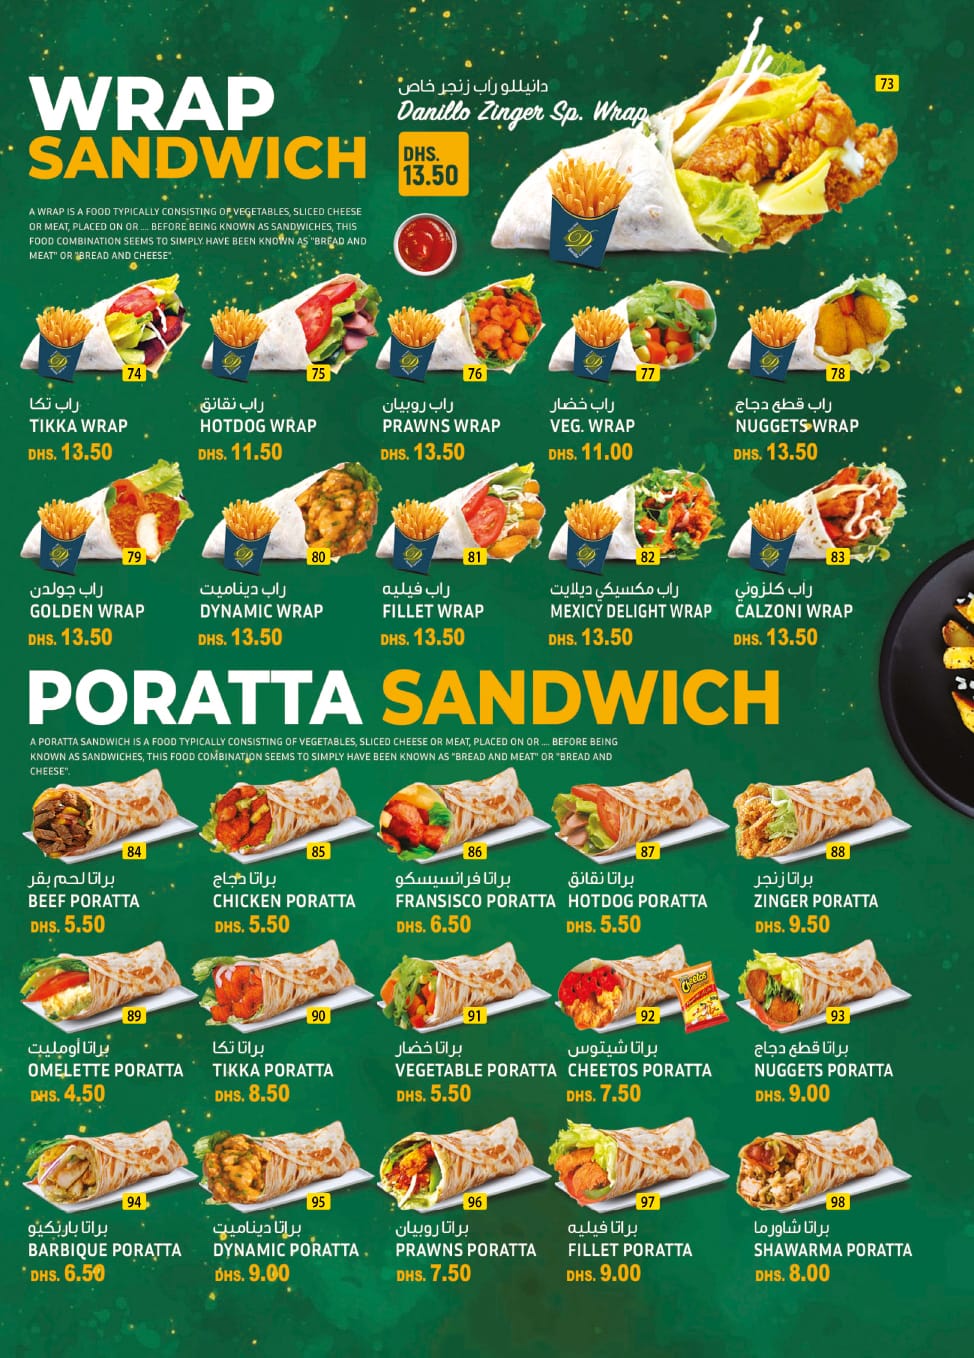 WRAP
SANDWICH
A WRAP IS A FOOD TYPICALLY CONSISTING OF VEGETABLES, SLICED CHEESE
OR MEAT, PLACED ON OR .... BEFORE BEING KNOWN AS SANDWICHES, THIS
FOOD COMBINATION SEEMS TO SIMPLY HAVE BEEN KNOWN AS "BREAD AND
MEAT" OR "BREAD AND CHEESE".
دانيللو راب زنجر خاص
Danillo Zinger Sp. Wrap
DHS.
13.50
73
D
74
75
76
77
78
راب تكا
TIKKA WRAP
DHS. 13.50
راب نقانق
HOTDOG WRAP
DHS. 11.50
راب روبيان
PRAWNS WRAP
DHS. 13.50
راب خضار
VEG. WRAP
DHS. 11.00
راب قطع دجاج
NUGGETS WRAP
DHS. 13.50
79
80
81
82
83
راب جولدن
GOLDEN WRAP
DHS. 13.50
راب ديناميت
DYNAMIC WRAP
DHS. 13.50
راب فيليه
FILLET WRAP
DHS. 13.50
راب مكسيكي ديلايت
MEXICY DELIGHT WRAP
DHS. 13.50
راب كلزوني
CALZONI WRAP
DHS. 13.50
PORATTA SANDWICH
A PORATTA SANDWICH IS A FOOD TYPICALLY CONSISTING OF VEGETABLES, SLICED CHEESE OR MEAT, PLACED ON OR .... BEFORE BEING
KNOWN AS SANDWICHES, THIS FOOD COMBINATION SEEMS TO SIMPLY HAVE BEEN KNOWN AS "BREAD AND MEAT" OR "BREAD AND
CHEESE".
84
85
86
87
88
براتا لحم بقر
BEEF PORATTA
DHS. 5.50
براتا دجاج
CHICKEN PORATTA
DHS. 5.50
براتا فرانسيسكو
FRANSISCO PORATTA
DHS. 6.50
براتا نقانق
HOTDOG PORATTA
DHS. 5.50
براتا زنجر
ZINGER PORATTA
DHS. 9.50
89
90
91
92
Cheetos
93
براتا أومليت
OMELETTE PORATTA
DHS. 4.50
براتا تكا
TIKKA PORATTA
DHS. 8.50
براتا خضار
VEGETABLE PORATTA
DHS. 5.50
براتا شيتوس
CHEETOS PORATTA
DHS. 7.50
براتا قطع دجاج
NUGGETS PORATTA
DHS. 9.00
94
95
96
97
98
براتا باربكيو
BARBIQUE PORATTA
DHS. 6.50
براتا ديناميت
DYNAMIC PORATTA
DHS. 9.00
براتا روبيان
PRAWNS PORATTA
DHS. 7.50
براتا فيليه
FILLET PORATTA
DHS. 9.00
براتا شاورما
SHAWARMA PORATTA
DHS. 8.00